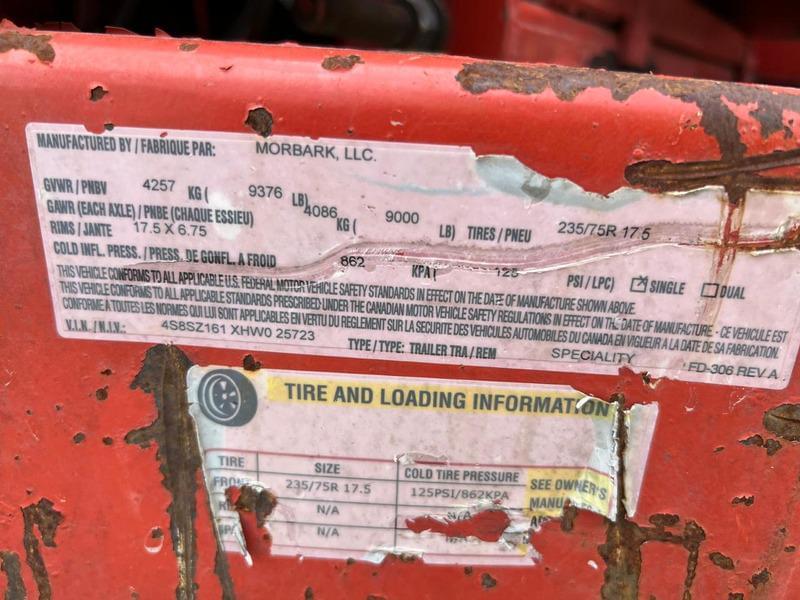 MANUFACTURED BY / FABRIQUE PAR: MORBARK, LLC.
GVWR / PNBV 4257 KG ( 9376 LB)
GAWR (EACH AXLE) / PNBE (CHAQUE ESSIEU) 4086 KG ( 9000 LB) TIRES / PNEU 235/75R 17.5
RIMS / JANTE 17.5 X 6.75
COLD INFL. PRESS. / PRESS. DE GONFL. A FROID 862 KPA ( 125 PSI / LPC) SINGLE DUAL
THIS VEHICLE CONFORMS TO ALL APPLICABLE U.S. FEDERAL MOTOR VEHICLE SAFETY STANDARDS IN EFFECT ON THE DATE OF MANUFACTURE SHOWN ABOVE.
THIS VEHICLE CONFORMS TO ALL APPLICABLE STANDARDS PRESCRIBED UNDER THE CANADIAN MOTOR VEHICLE SAFETY REGULATIONS IN EFFECT ON THE DATE OF MANUFACTURE - CE VEHICULE EST
CONFORME A TOUTES LES NORMES QUI LUI SONT APPLICABLES EN VERTU DU REGLEMENT SUR LA SECURITE DES VEHICULES AUTOMOBILES DU CANADA EN VIGUEUR A LA DATE DE SA FABRICATION.
V.I.N. / N.I.V.: 4S8SZ161 XHW0 25723 TYPE / TYPE: TRAILER TRA / REM SPECIALITY FD-306 REV A
TIRE AND LOADING INFORMATION
TIRE SIZE COLD TIRE PRESSURE
FRONT 235/75R 17.5 125PSI/862KPA SEE OWNER'S
N/A N/A MANUAL
N/A